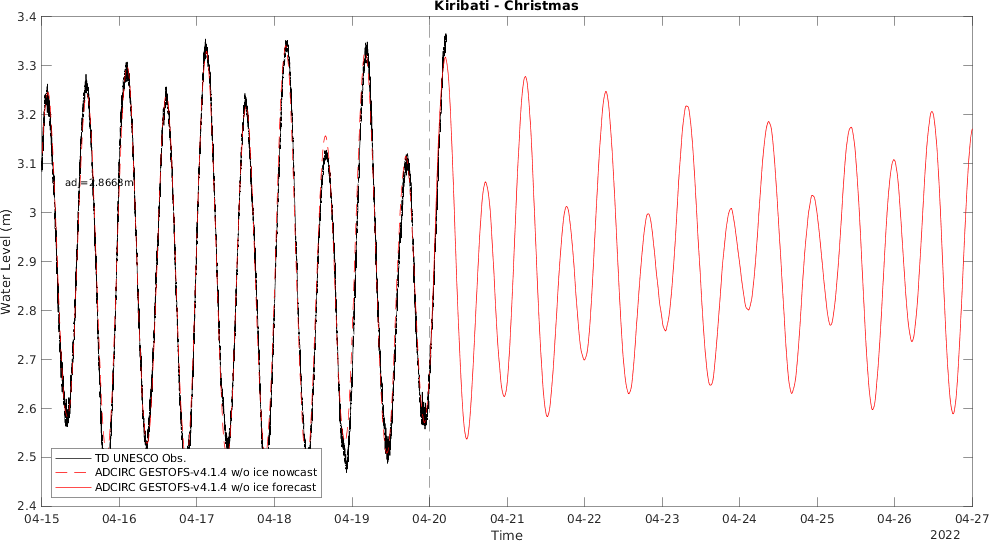 Kiribati - Christmas
3.4
3.3
3.2
3.1
3
2.9
2.8
2.7
2.6
2.5
2.4
Water Level (m)
adj=2.8663m
TD UNESCO Obs.
ADCIRC GESTOFS-v4.1.4 w/o ice nowcast
ADCIRC GESTOFS-v4.1.4 w/o ice forecast
04-15 04-16 04-17 04-18 04-19 04-20 04-21 04-22 04-23 04-24 04-25 04-26 04-27
Time
2022